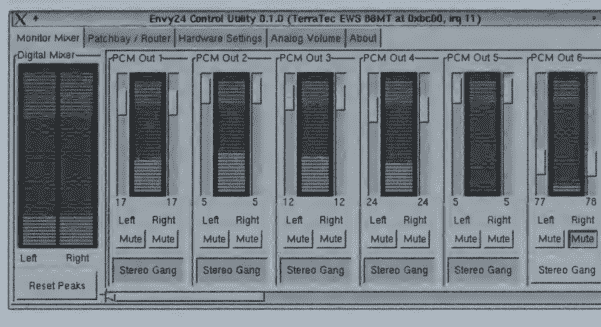 Envy24 Control Utility 0.1.0 (TerraTec EWS 88MT at 0xbc00, irq 11)
Monitor Mixer Patchbay / Router Hardware Settings Analog Volume About
Digital Mixer PCM Out 1 PCM Out 2 PCM Out 3 PCM Out 4 PCM Out 5 PCM Out 6
17 17 5 5 12 12 24 24 5 5 77 78
Left Right Left Right Left Right Left Right Left Right Left Right
Mute Mute Mute Mute Mute Mute Mute Mute Mute Mute Mute Mute
Left Right
Stereo Gang Stereo Gang Stereo Gang Stereo Gang Stereo Gang Stereo Gang
Reset Peaks